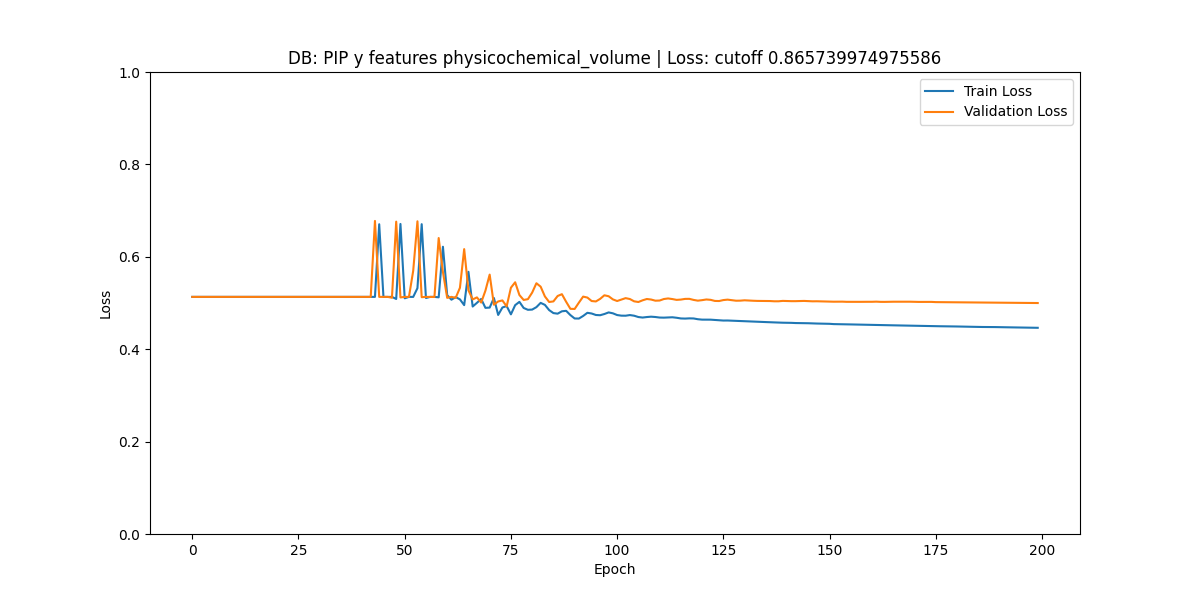 DB: PIP y features physicochemical_volume | Loss: cutoff 0.865739974975586
Train Loss
Validation Loss
Loss
1.0
0.8
0.6
0.4
0.2
0.0
0 25 50 75 100 125 150 175 200
Epoch